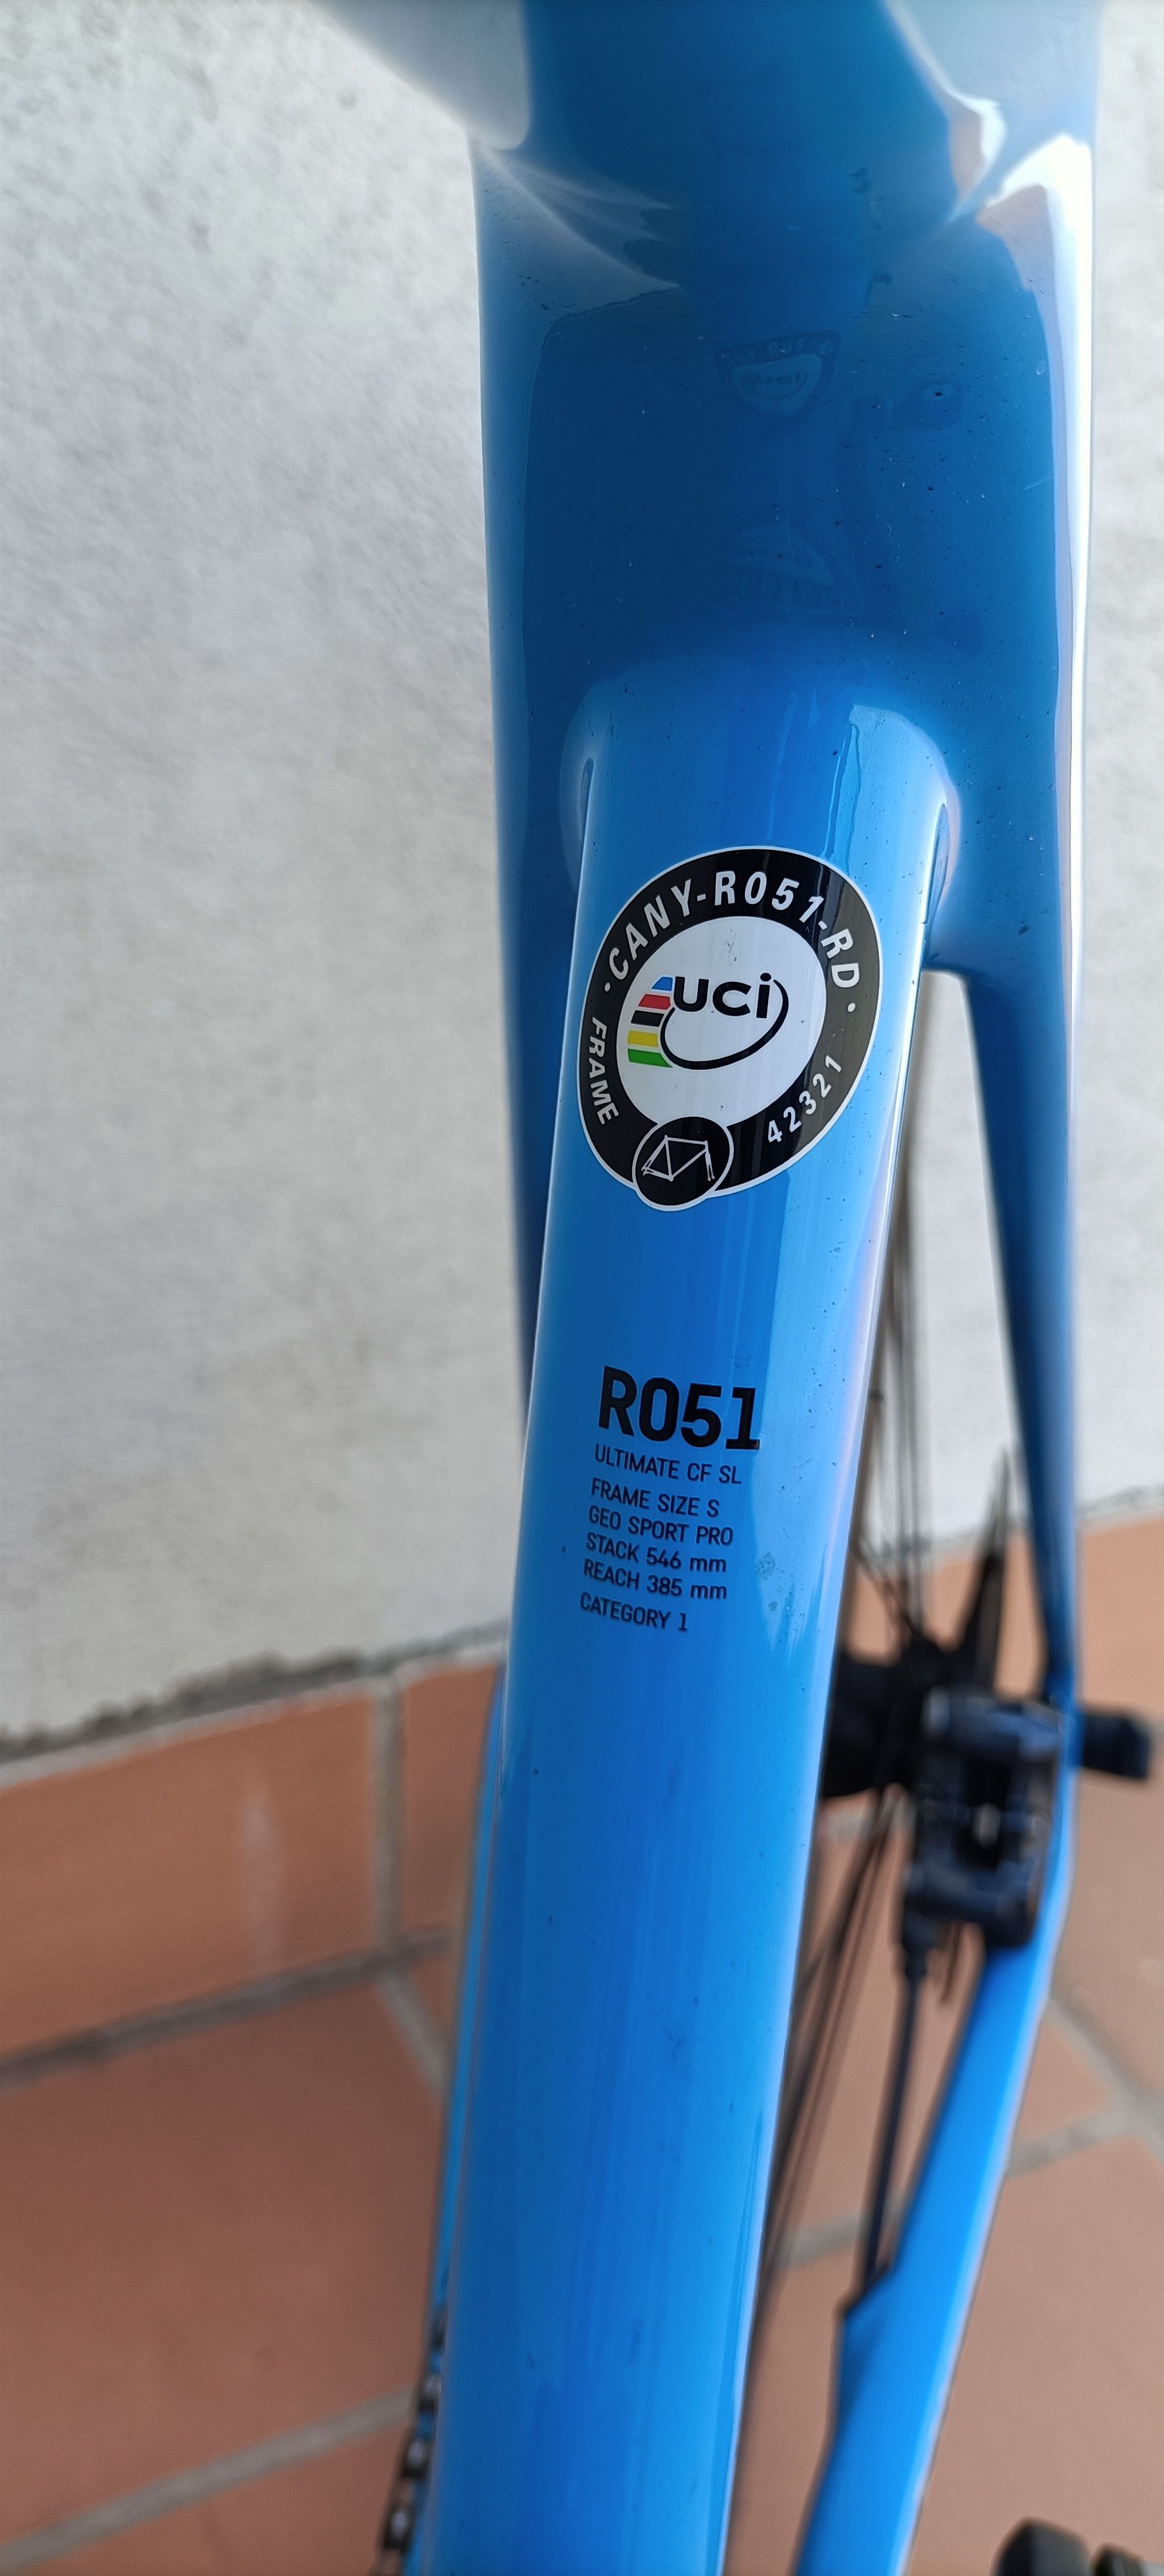 ·CANY-R051-RD·
UCI
FRAME
42321
R051
ULTIMATE CF SL
FRAME SIZE S
GEO SPORT PRO
STACK 546 mm
REACH 385 mm
CATEGORY 1